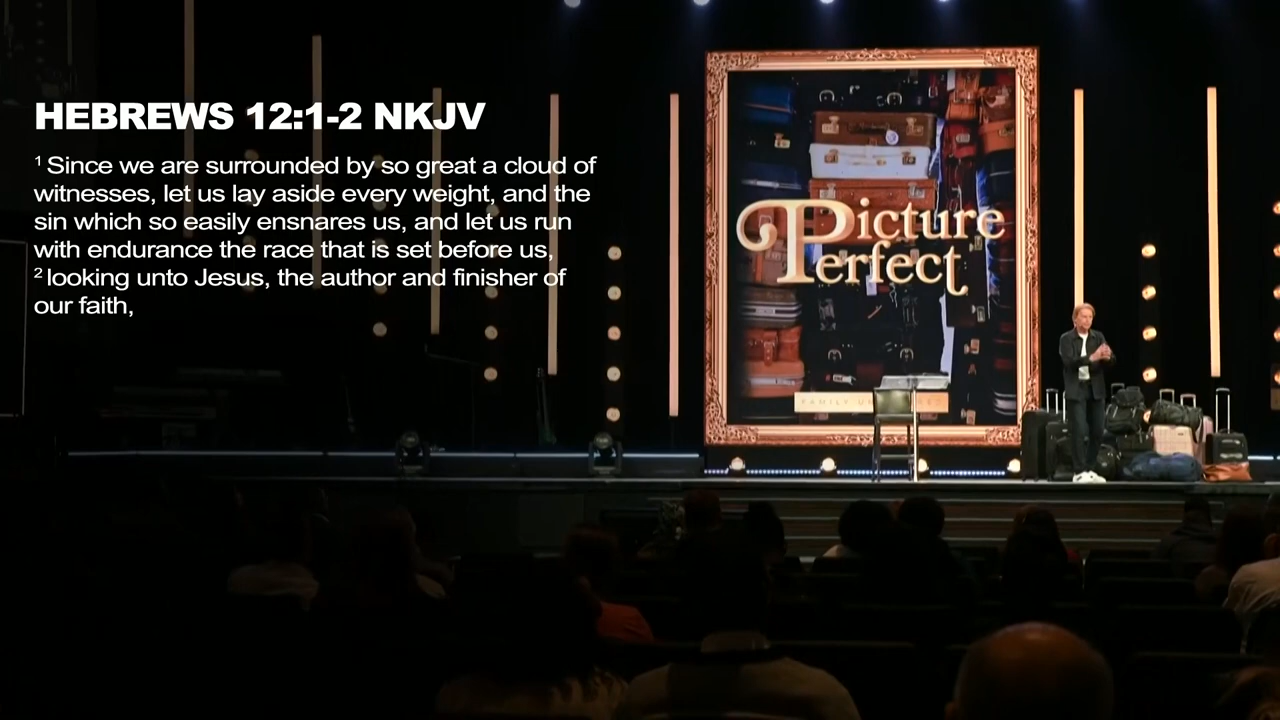 HEBREWS 12:1-2 NKJV
¹ Since we are surrounded by so great a cloud of
witnesses, let us lay aside every weight, and the
sin which so easily ensnares us, and let us run
with endurance the race that is set before us,
² looking unto Jesus, the author and finisher of
our faith,
Picture
Perfect
FAMILY